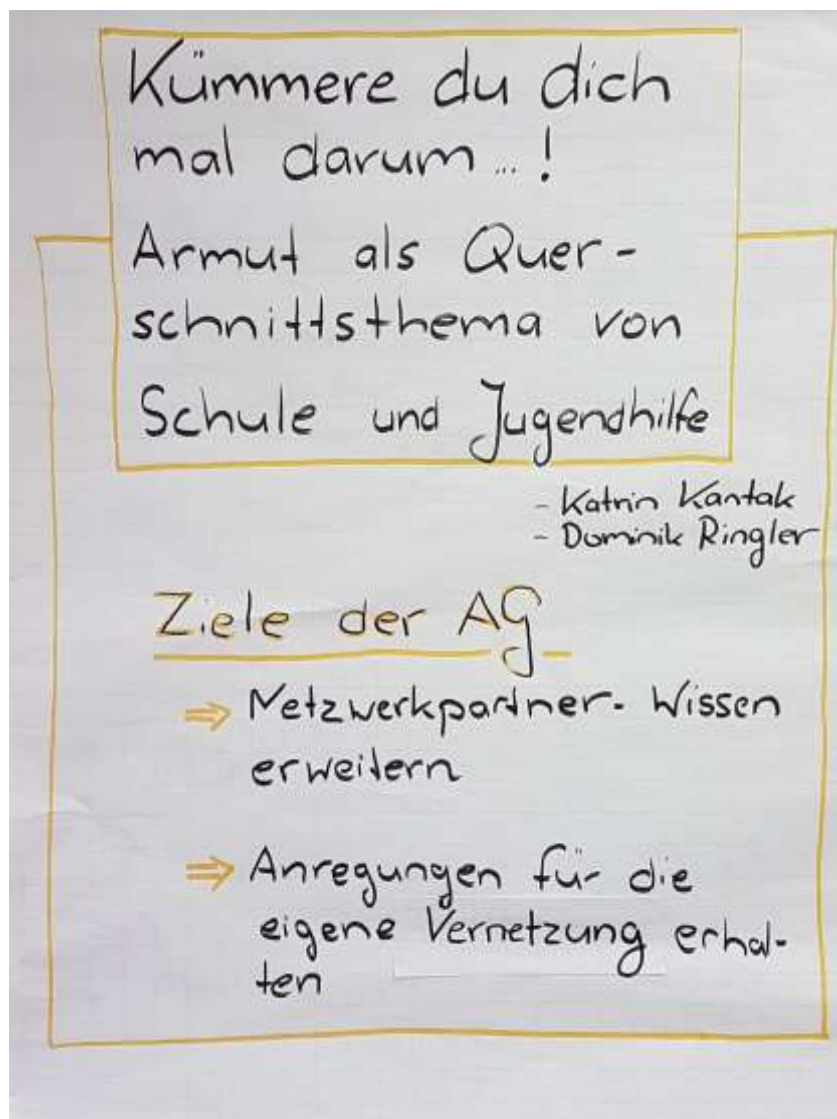 Kümmere du dich
mal darum...!
Armut als Quer-
schnittsthema von
Schule und Jugendhilfe
- Katrin Kantak
- Dominik Ringler
Ziele der AG
⇒ Netzwerkpartner-Wissen
erweitern
⇒ Anregungen für die
eigene Vernetzung erhal-
ten